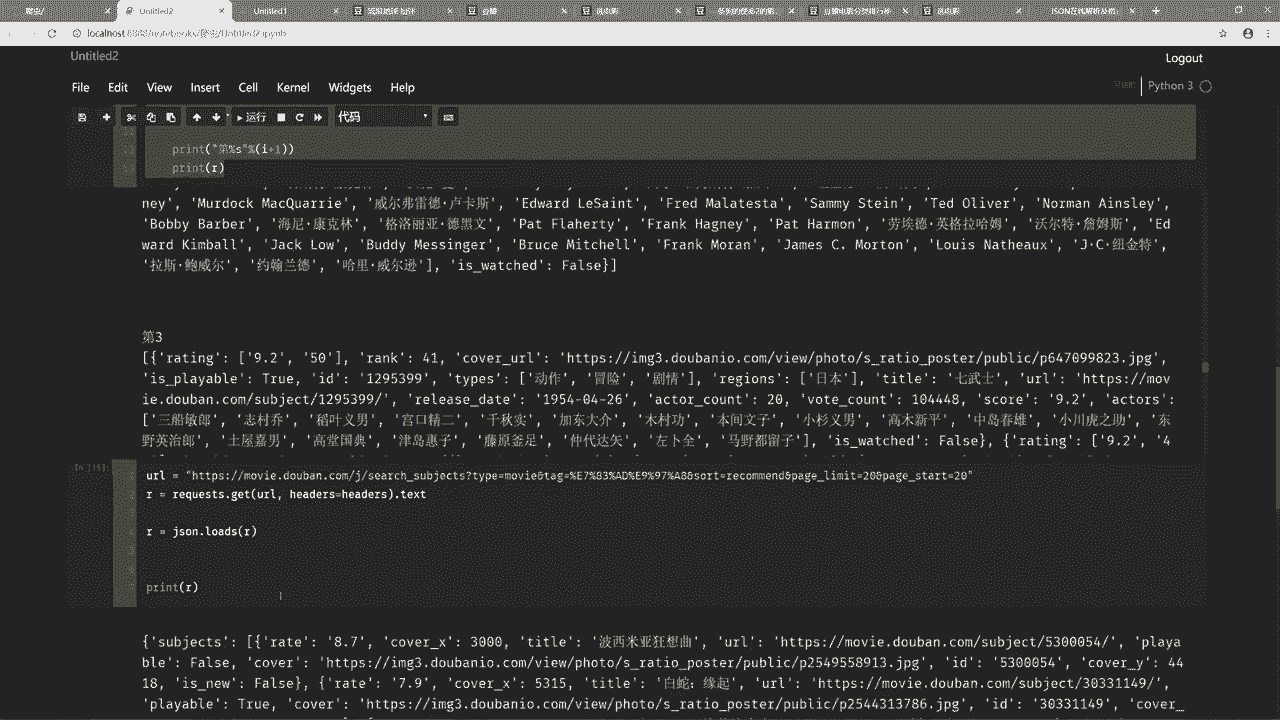 Untitled2
Untitled1
localhost:8888/notebooks/爬虫/Untitled2.ipynb
Untitled2
Logout
File Edit View Insert Cell Kernel Widgets Help
Python 3
运行
代码
print("第%s"%(i+1))
print(r)
ney', 'Murdock MacQuarrie', '威尔弗雷德·卢卡斯', 'Edward LeSaint', 'Fred Malatesta', 'Sammy Stein', 'Ted Oliver', 'Norman Ainsley',
'Bobby Barber', '海尼·康克林', '格洛丽亚·德黑文', 'Pat Flaherty', 'Frank Hagney', 'Pat Harmon', '劳埃德·英格拉哈姆', '沃尔特·詹姆斯', 'Ed
ward Kimball', 'Jack Low', 'Buddy Messinger', 'Bruce Mitchell', 'Frank Moran', 'James C. Morton', 'Louis Natheaux', 'J·C·纽金特',
'拉斯·鲍威尔', '约翰兰德', '哈里·威尔逊'], 'is_watched': False}]
第3
[{'rating': ['9.2', '50'], 'rank': 41, 'cover_url': 'https://img3.doubanio.com/view/photo/s_ratio_poster/public/p647099823.jpg',
'is_playable': True, 'id': '1295399', 'types': ['动作', '冒险', '剧情'], 'regions': ['日本'], 'title': '七武士', 'url': 'https://mov
ie.douban.com/subject/1295399/', 'release_date': '1954-04-26', 'actor_count': 20, 'vote_count': 104448, 'score': '9.2', 'actors':
['三船敏郎', '志村乔', '稻叶义男', '宫口精二', '千秋实', '加东大介', '木村功', '本间文子', '小杉义男', '高木新平', '中岛春雄', '小川虎之助', '东
野英治郎', '土屋嘉男', '高堂国典', '津岛惠子', '藤原釜足', '仲代达矢', '左卜全', '马野都留子'], 'is_watched': False}, {'rating': ['9.2', '4
url = "https://movie.douban.com/j/search_subjects?type=movie&tag=%E7%83%AD%E9%97%A8&sort=recommend&page_limit=20&page_start=20"
r = requests.get(url, headers=headers).text
r = json.loads(r)
print(r)
{'subjects': [{'rate': '8.7', 'cover_x': 3000, 'title': '波西米亚狂想曲', 'url': 'https://movie.douban.com/subject/5300054/', 'playa
ble': False, 'cover': 'https://img3.doubanio.com/view/photo/s_ratio_poster/public/p2549558913.jpg', 'id': '5300054', 'cover_y': 44
18, 'is_new': False}, {'rate': '7.9', 'cover_x': 5315, 'title': '白蛇：缘起', 'url': 'https://movie.douban.com/subject/30331149/',
'playable': True, 'cover': 'https://img3.doubanio.com/view/photo/s_ratio_poster/public/p2544313786.jpg', 'id': '30331149', 'cover_